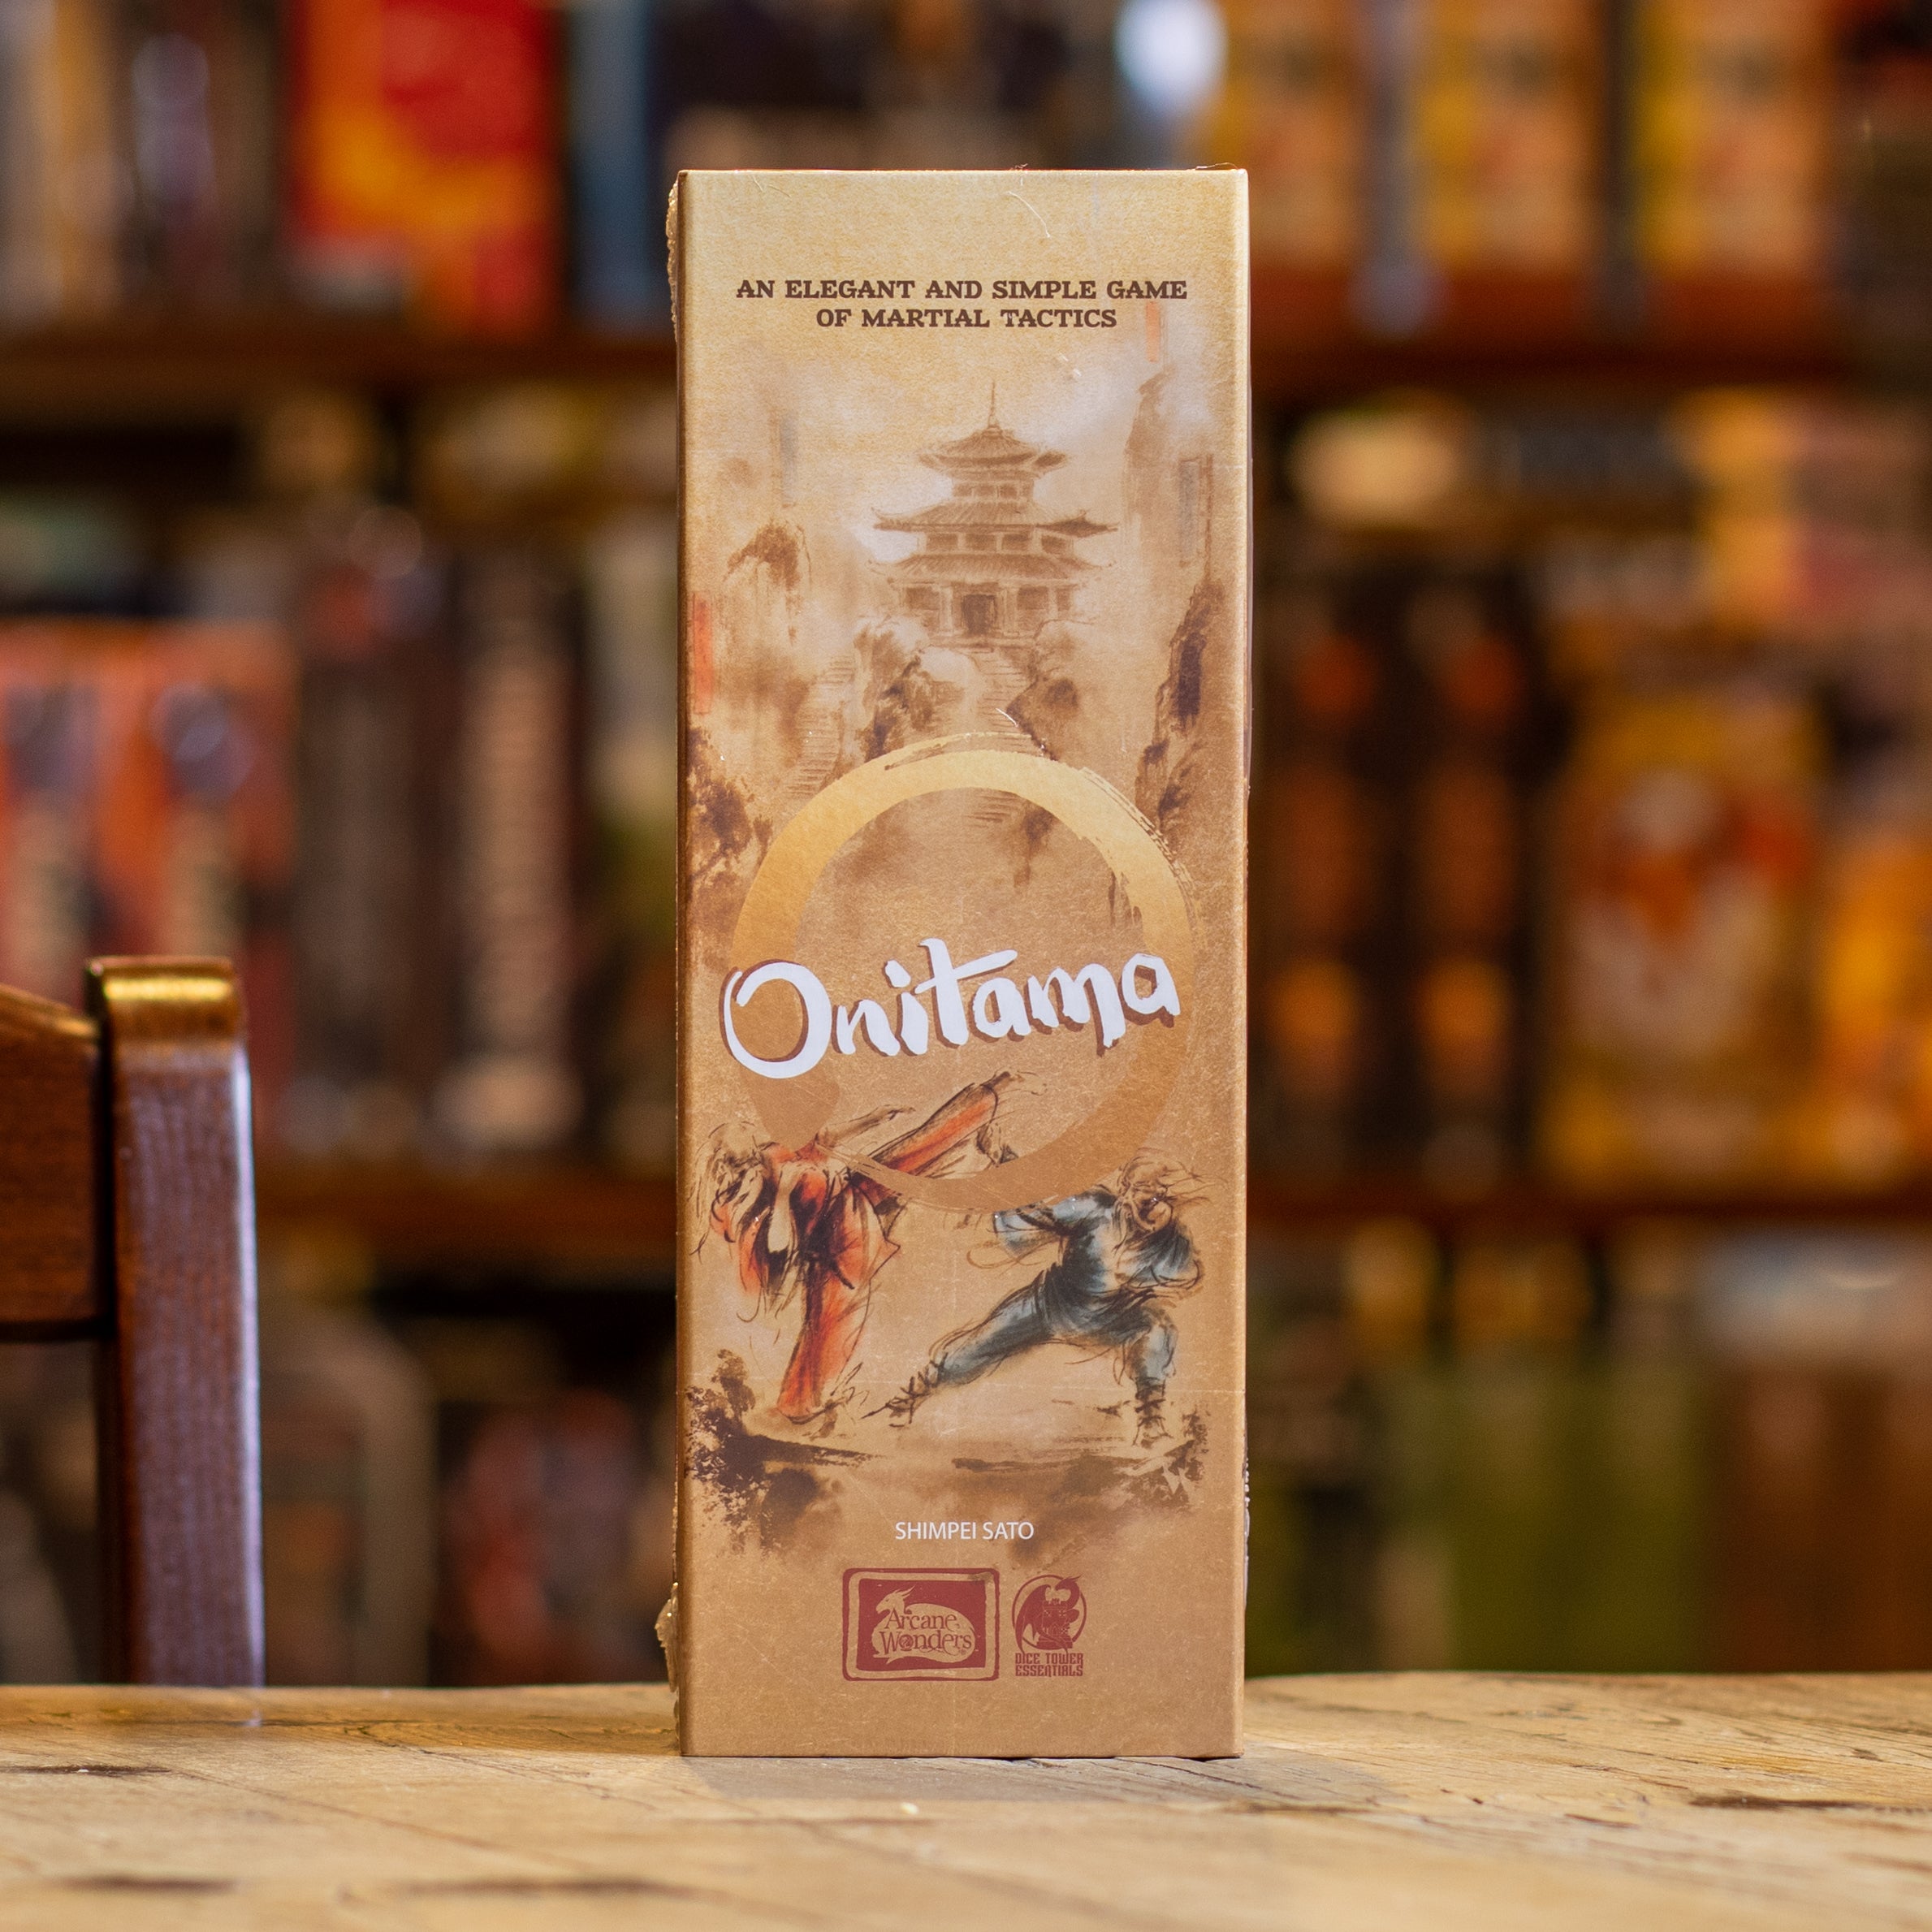 AN ELEGANT AND SIMPLE GAME
OF MARTIAL TACTICS
Onitama
SHIMPEI SATO
Arcane
Wonders
DICE TOWER
ESSENTIALS